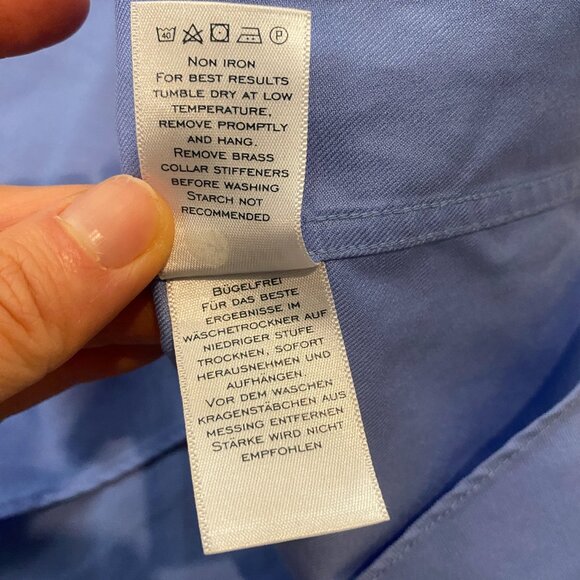 40 P
NON IRON
FOR BEST RESULTS
TUMBLE DRY AT LOW
TEMPERATURE,
REMOVE PROMPTLY
AND HANG.
REMOVE BRASS
COLLAR STIFFENERS
BEFORE WASHING
STARCH NOT
RECOMMENDED
BÜGELFREI
FÜR DAS BESTE
ERGEBNISSE IM
WÄSCHETROCKNER AUF
NIEDRIGER STUFE
TROCKNEN, SOFORT
HERAUSNEHMEN UND
AUFHÄNGEN.
VOR DEM WASCHEN
KRAGENSTÄBCHEN AUS
MESSING ENTFERNEN
STÄRKE WIRD NICHT
EMPFOHLEN